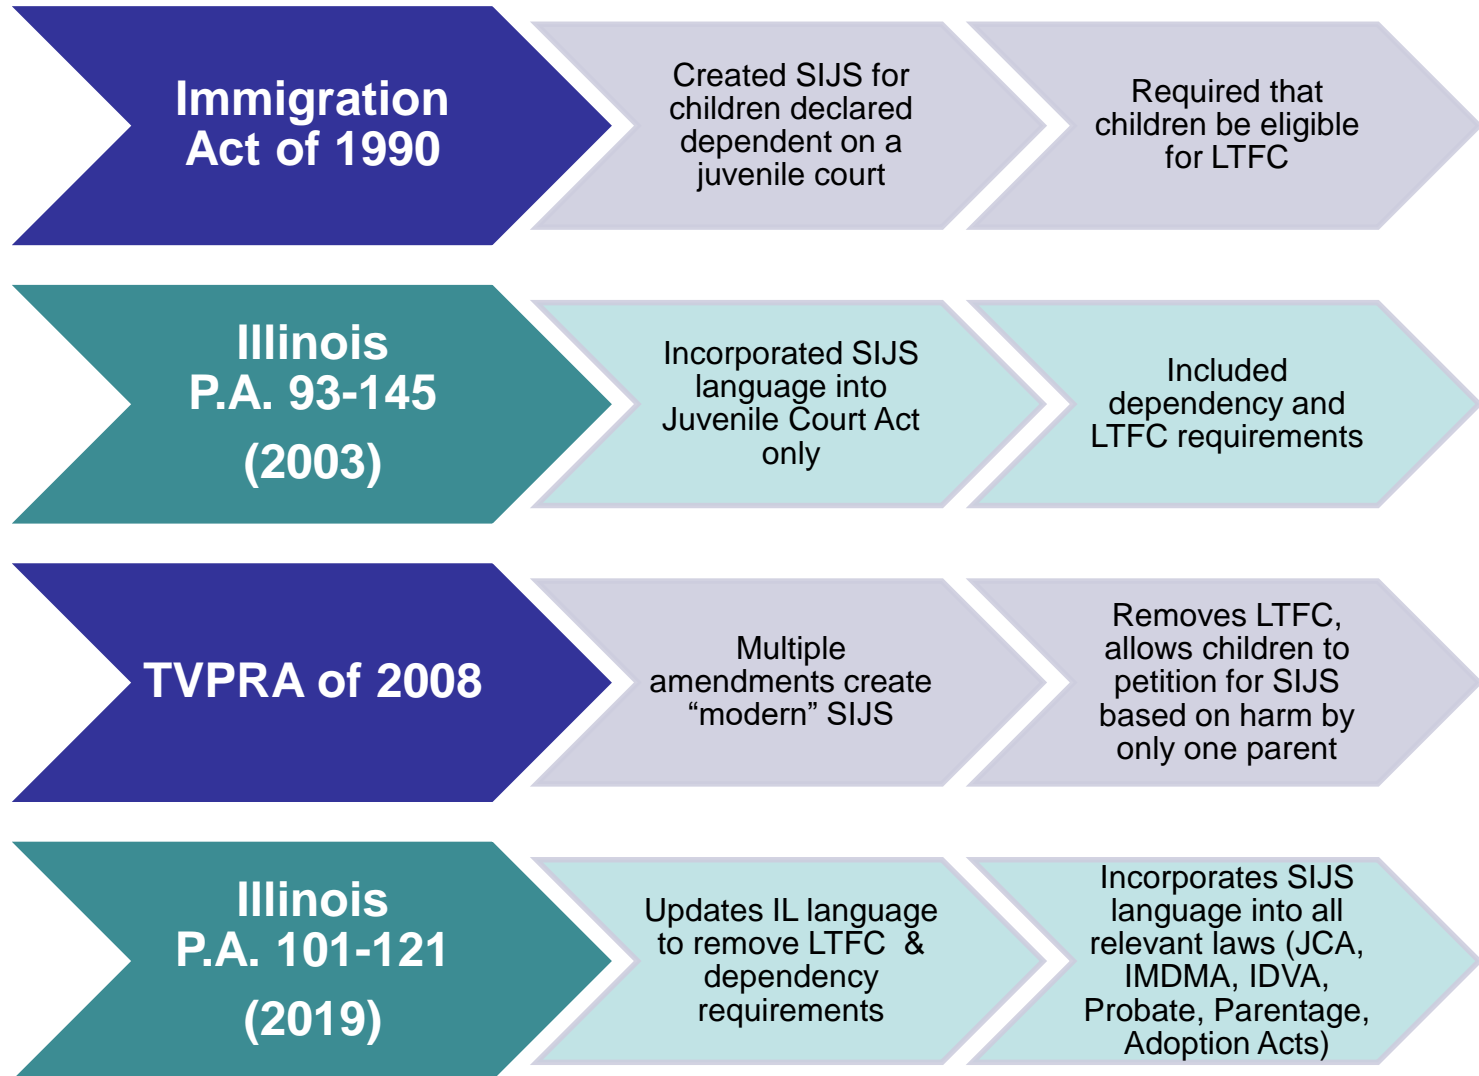 Immigration
Act of 1990
Created SIJS for
children declared
dependent on a
juvenile court
Required that
children be eligible
for LTFC
Illinois
P.A. 93-145
(2003)
Incorporated SIJS
language into
Juvenile Court Act
only
Included
dependency and
LTFC requirements
TVPRA of 2008
Multiple
amendments create
“modern” SIJS
Removes LTFC,
allows children to
petition for SIJS
based on harm by
only one parent
Illinois
P.A. 101-121
(2019)
Updates IL language
to remove LTFC & 
dependency
requirements
Incorporates SIJS
language into all
relevant laws (JCA,
IMDMA, IDVA,
Probate, Parentage,
Adoption Acts)